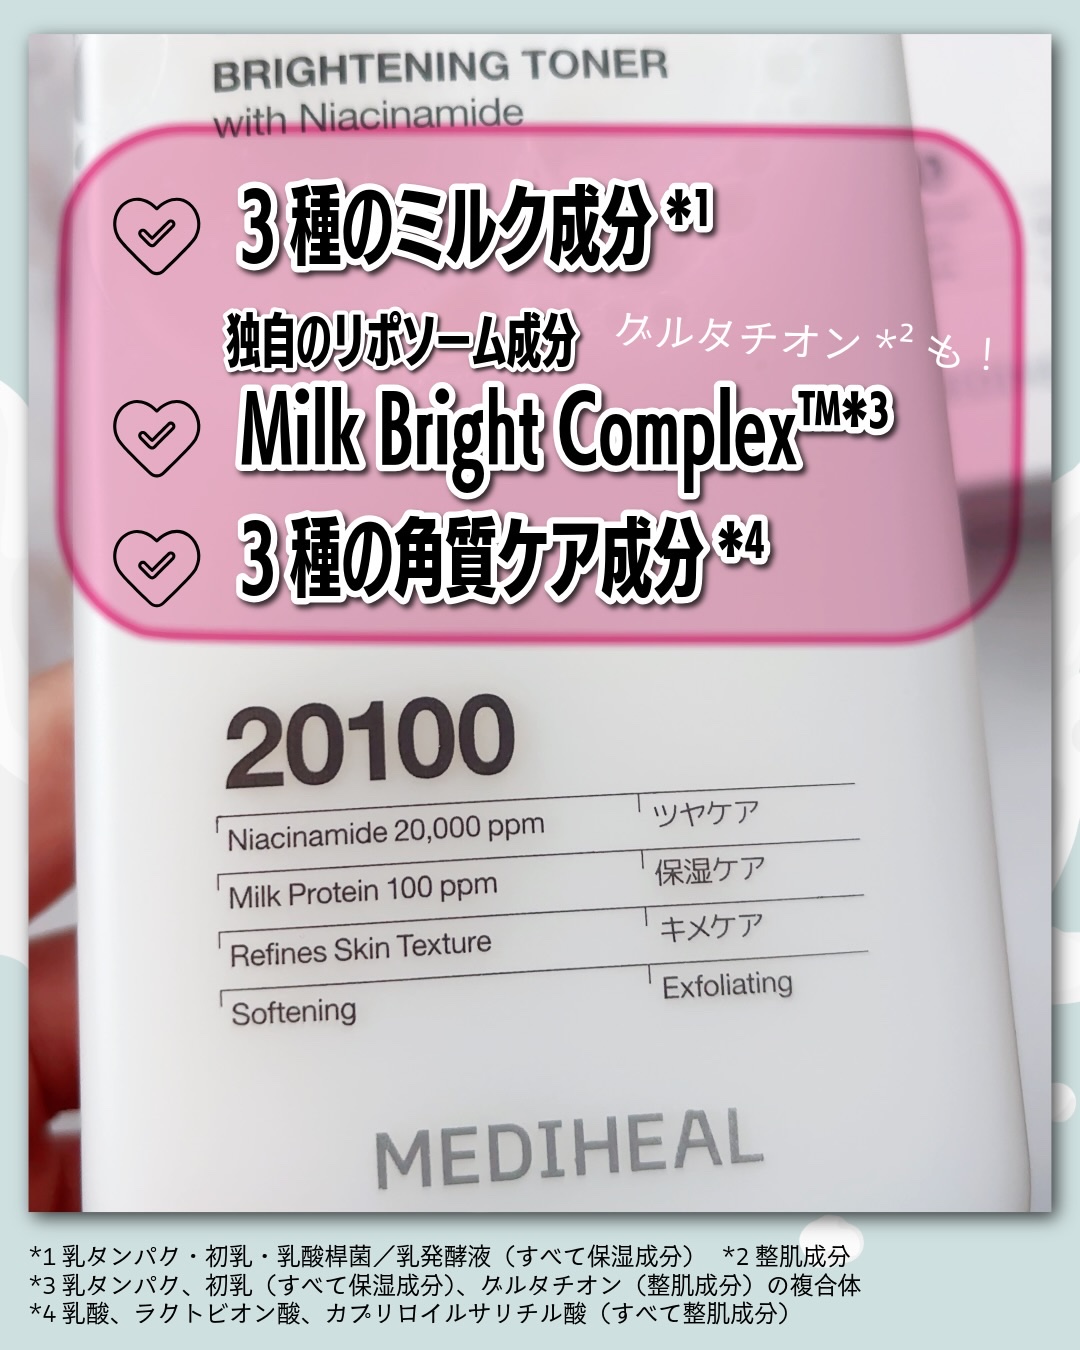 BRIGHTENING TONER
with Niacinamide
3種のミルク成分*1
独自のリポソーム成分 グルタチオン*2も！
Milk Bright Complex™*3
3種の角質ケア成分*4
20100
Niacinamide 20,000 ppm ツヤケア
Milk Protein 100 ppm 保湿ケア
Refines Skin Texture キメケア
Softening Exfoliating
MEDIHEAL
*1 乳タンパク・初乳・乳酸桿菌／乳発酵液（すべて保湿成分） *2 整肌成分
*3 乳タンパク、初乳（すべて保湿成分）、グルタチオン（整肌成分）の複合体
*4 乳酸、ラクトビオン酸、カプリロイルサリチル酸（すべて整肌成分）